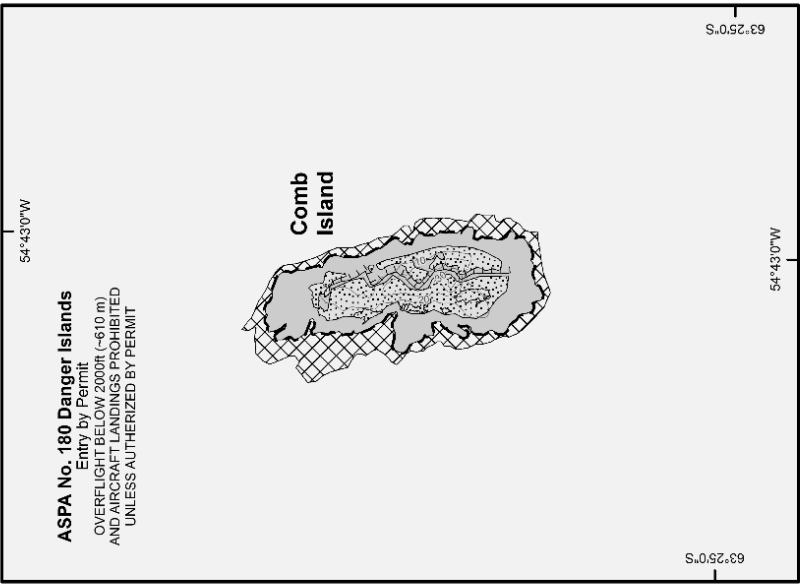 ASPA No. 180 Danger Islands
Entry by Permit
OVERFLIGHT BELOW 2000ft (~610 m)
AND AIRCRAFT LANDINGS PROHIBITED
UNLESS AUTHERIZED BY PERMIT
Comb
Island
54°43'0"W
54°43'0"W
63°25'0"S
63°25'0"S